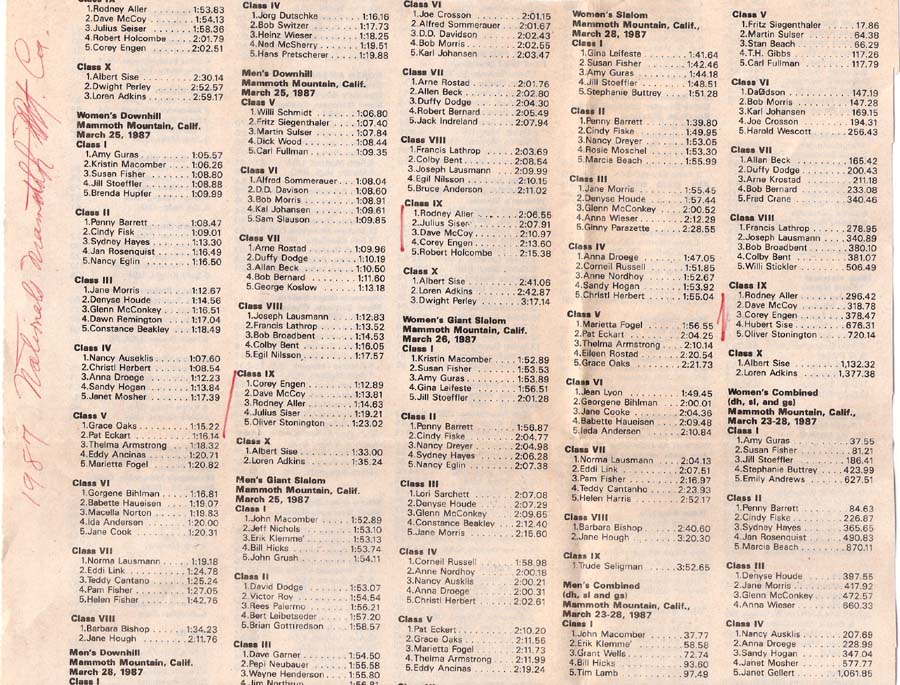 1987 Nationals Mammoth Mt. Ca.
1.Rodney Aller 1:53.83
2.Dave McCoy 1:54.13
3.Julius Seiser 1:58.36
4.Robert Holcombe 2:01.79
5.Corey Engen 2:02.51
Class X
1.Albert Sise 2:30.14
2.Dwight Perley 2:52.57
3.Loren Adkins 2:59.17
Women's Downhill
Mammoth Mountain, Calif.
March 25, 1987
Class I
1.Amy Guras 1:05.57
2.Kristin Macomber 1:06.26
3.Susan Fisher 1:08.80
4.Jill Stoeffler 1:08.88
5.Brenda Hupfer 1:09.99
Class II
1.Penny Barrett 1:08.47
2.Cindy Fisk 1:09.01
3.Sydney Hayes 1:13.30
4.Jan Rosenquist 1:16.49
5.Nancy Eglin 1:16.50
Class III
1.Jane Morris 1:12.67
2.Denyse Houde 1:14.56
3.Glenn McConkey 1:16.51
4.Dawn Remington 1:17.04
5.Constance Beakley 1:18.49
Class IV
1.Nancy Auseklis 1:07.60
2.Christl Herbert 1:08.54
3.Anna Droege 1:12.23
4.Sandy Hogan 1:13.84
5.Janet Mosher 1:17.39
Class V
1.Grace Oaks 1:15.22
2.Pat Eckart 1:16.14
3.Thelma Armstrong 1:18.32
4.Eddy Ancinas 1:20.71
5.Marietta Fogel 1:20.82
Class VI
1.Gorgene Bihlman 1:16.81
2.Babette Haueisen 1:19.07
3.Macella Norton 1:19.83
4.Ida Andersen 1:20.00
5.Jane Cook 1:20.31
Class VII
1.Norma Lausmann 1:19.18
2.Eddi Link 1:24.78
3.Teddy Cantano 1:25.24
4.Pam Fisher 1:27.05
5.Helen Fisher 1:42.76
Class VIII
1.Barbara Bishop 1:34.23
2.Jane Hough 2:11.76
Men's Downhill
Mammoth Mountain, Calif.
March 28, 1987
Class I
Class IV
1.Jorg Dutschke 1:16.16
2.Bob Switzer 1:17.73
3.Heinz Wieser 1:18.25
4.Ned McSherry 1:19.51
5.Hans Pretscherer 1:19.88
Men's Downhill
Mammoth Mountain, Calif.
March 25, 1987
Class V
1.Willi Schmidt 1:06.80
2.Fritz Siegenthaler 1:07.40
3.Martin Sulser 1:07.84
4.Dick Wood 1:08.44
5.Carl Fullman 1:09.35
Class VI
1.Alfred Sommerauer 1:08.04
2.D.D. Davison 1:08.60
3.Bob Morris 1:08.91
4.Kal Johansen 1:09.61
5.Sam Slauson 1:09.85
Class VII
1.Arne Rostad 1:09.96
2.Duffy Dodge 1:10.19
3.Allan Beck 1:10.50
4.Bob Bernard 1:11.60
5.George Koslow 1:13.18
Class VIII
1.Joseph Lausmann 1:12.83
2.Francis Lathrop 1:13.52
3.Bob Broadbent 1:14.53
4.Colby Bent 1:16.05
5.Egil Nilsson 1:17.57
Class IX
1.Corey Engen 1:12.89
2.Dave McCoy 1:13.81
3.Rodney Aller 1:14.63
4.Julius Siser 1:19.21
5.Oliver Stonington 1:23.02
Class X
1.Albert Sise 1:33.00
2.Loren Adkins 1:35.24
Men's Giant Slalom
Mammoth Mountain, Calif.
March 25, 1987
Class I
1.John Macomber 1:52.89
2.Jeff Nichols 1:53.10
3.Erik Klemme' 1:53.13
4.Bill Hicks 1:53.74
5.John Grush 1:54.11
Class II
1.David Dodge 1:53.07
2.Victor Roy 1:54.54
3.Rees Palermo 1:56.21
4.Bert Leibetseder 1:57.20
5.Brian Gottfredson 1:58.57
Class III
1.Dave Garner 1:54.50
2.Pepi Neubauer 1:55.58
3.Wayne Henderson 1:55.80
4.Jim Northrup 1:56.81
Class VI
1.Joe Crosson 2:01.15
2.Alfred Sommerauer 2:01.67
3.D.D. Davidson 2:02.43
4.Bob Morris 2:02.55
5.Karl Johansen 2:03.47
Class VII
1.Arne Rostad 2:01.76
2.Allen Beck 2:02.80
3.Duffy Dodge 2:04.30
4.Robert Bernard 2:05.49
5.Jack Indreland 2:07.94
Class VIII
1.Francis Lathrop 2:03.69
2.Colby Bent 2:08.54
3.Joseph Lausmann 2:09.99
4.Egil Nilsson 2:10.15
5.Bruce Anderson 2:11.02
Class IX
1.Rodney Aller 2:06.55
2.Julius Siser 2:07.91
3.Dave McCoy 2:10.97
4.Corey Engen 2:13.60
5.Robert Holcombe 2:15.38
Class X
1.Albert Sise 2:41.06
2.Loren Adkins 2:42.87
3.Dwight Perley 3:17.14
Women's Giant Slalom
Mammoth Mountain, Calif.
March 26, 1987
Class I
1.Kristin Macomber 1:52.89
2.Susan Fisher 1:53.53
3.Amy Guras 1:53.89
4.Gina Leifeste 1:56.51
5.Jill Stoeffler 2:01.28
Class II
1.Penny Barrett 1:56.87
2.Cindy Fiske 2:04.77
3.Nancy Dreyer 2:04.98
4.Sydney Hayes 2:06.28
5.Nancy Eglin 2:07.38
Class III
1.Lori Sarchett 2:07.08
2.Denyse Houde 2:07.29
3.Glenn McConkey 2:09.65
4.Constance Beakley 2:12.40
5.Jane Morris 2:15.60
Class IV
1.Cornell Russell 1:58.98
2.Anne Nordhoy 2:00.18
3.Nancy Ausklis 2:00.21
4.Anna Droege 2:00.31
5.Christl Herbert 2:02.61
Class V
1.Pat Eckert 2:10.20
2.Grace Oaks 2:11.56
3.Marietta Fogel 2:11.73
4.Thelma Armstrong 2:11.99
5.Eddy Ancinas 2:19.24
Women's Slalom
Mammoth Mountain, Calif.
March 28, 1987
Class I
1.Gina Leifeste 1:41.64
2.Susan Fisher 1:42.46
3.Amy Guras 1:44.18
4.Jill Stoeffler 1:48.51
5.Stephanie Buttrey 1:51.28
Class II
1.Penny Barrett 1:39.80
2.Cindy Fiske 1:49.95
3.Nancy Dreyer 1:53.05
4.Rosie Moschel 1:53.30
5.Marcia Beach 1:55.99
Class III
1.Jane Morris 1:55.45
2.Denyse Houde 1:57.44
3.Glenn McConkey 2:00.52
4.Anna Wieser 2:12.29
5.Ginny Parazette 2:28.55
Class IV
1.Anna Droege 1:47.05
2.Corneil Russell 1:51.85
3.Anne Nordhoy 1:52.67
4.Sandy Hogan 1:53.92
5.Christl Herbert 1:55.04
Class V
1.Marietta Fogel 1:56.55
2.Pat Eckart 2:04.25
3.Thelma Armstrong 2:10.14
4.Eileen Rostad 2:20.54
5.Grace Oaks 2:21.73
Class VI
1.Jean Lyon 1:49.45
2.Georgene Bihlman 2:00.01
3.Jane Cooke 2:04.36
4.Babette Haueisen 2:09.48
5.Ieda Andersen 2:10.84
Class VII
1.Norma Lausmann 2:04.13
2.Eddi Link 2:07.51
3.Pam Fisher 2:16.97
4.Teddy Cantanho 2:23.93
5.Helen Harris 2:52.17
Class VIII
1.Barbara Bishop 2:40.60
2.Jane Hough 3:20.30
Class IX
1.Trude Seligman 3:52.65
Men's Combined
(dh, sl, and gs)
Mammoth Mountain, Calif.,
March 23-28, 1987
Class I
1.John Macomber 37.77
2.Erik Klemme' 58.58
3.Grant Wells 72.74
4.Bill Hicks 93.60
5.Tim Lamb 97.49
Class V
1.Fritz Siegenthaler 17.86
2.Martin Sulser 64.38
3.Stan Beach 66.29
4.T.H. Gibbs 117.26
5.Carl Fullman 117.79
Class VI
1.DaØdson 147.19
2.Bob Morris 147.28
3.Karl Johansen 169.15
4.Joe Crosson 194.31
5.Harold Wescott 256.43
Class VII
1.Allan Beck 165.42
2.Duffy Dodge 200.43
3.Arne Krostad 211.18
4.Bob Bernard 233.08
5.Fred Crane 340.46
Class VIII
1.Francis Lathrop 278.95
2.Joseph Lausmann 340.89
3.Bob Broadbent 380.10
4.Colby Bent 381.07
5.Willi Stickler 506.49
Class IX
1.Rodney Aller 296.42
2.Dave McCoy 318.78
3.Corey Engen 378.47
4.Hubert Sise 676.31
5.Oliver Stonington 720.14
Class X
1.Albert Sise 1,132.32
2.Loren Adkins 1,377.38
Women's Combined
(dh, sl, and gs)
Mammoth Mountain, Calif.,
March 23-28, 1987
Class I
1.Amy Guras 37.55
2.Susan Fisher 81.21
3.Jill Stoeffler 186.41
4.Stephanie Buttrey 423.99
5.Emily Andrews 627.51
Class II
1.Penny Barrett 84.63
2.Cindy Fiske 226.87
3.Sydney Hayes 365.65
4.Jan Rosenquist 490.83
5.Marcia Beach 870.11
Class III
1.Denyse Houde 397.55
2.Jane Morris 417.92
3.Glenn McConkey 472.57
4.Anna Wieser 660.33
Class IV
1.Nancy Ausklis 207.69
2.Anna Droege 228.99
3.Sandy Hogan 347.04
4.Janet Mosher 577.77
5.Janet Gellert 1,061.85